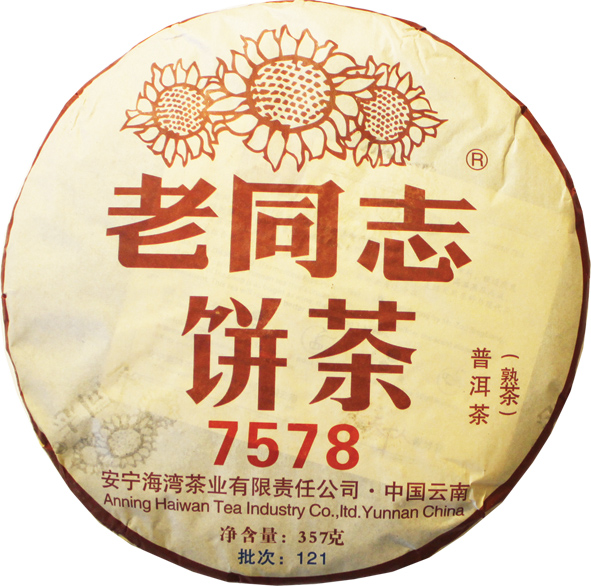 ®
老同志
饼茶
普洱茶
(熟茶)
7578
安宁海湾茶业有限责任公司·中国云南
Anning Haiwan Tea Industry Co.,ltd.Yunnan China
净含量：357克
批次：121